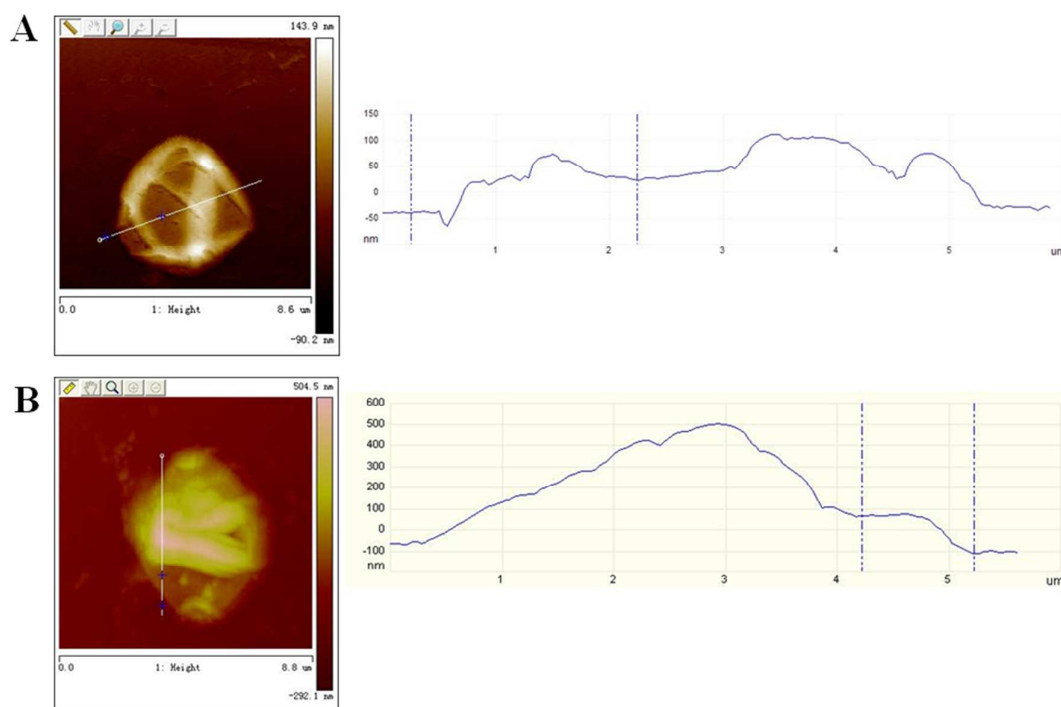 A
143.9 nm
0.0 1: Height 8.6 um
-90.2 nm
150
100
50
0
-50
nm
1 2 3 4 5 um
B
504.5 nm
0.0 1: Height 8.8 um
-292.1 nm
600
500
400
300
200
100
0
-100
nm
1 2 3 4 5 um